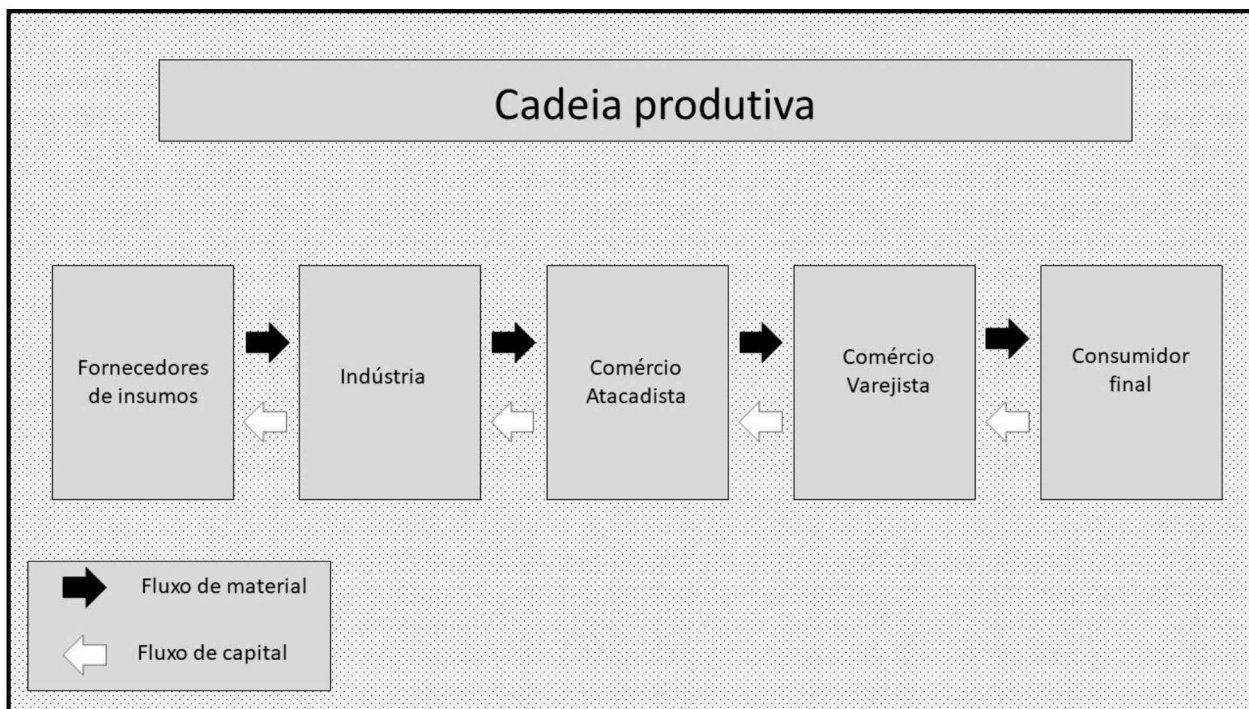 Cadeia produtiva
Fornecedores
de insumos
Indústria
Comércio
Atacadista
Comércio
Varejista
Consumidor
final
Fluxo de material
Fluxo de capital